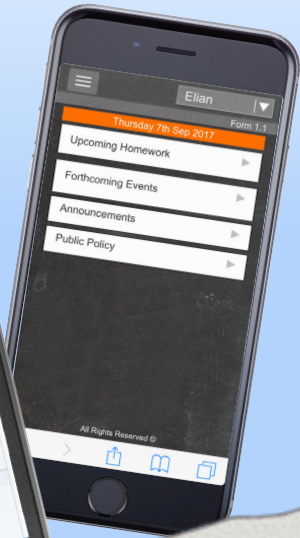 Elian
Form 1.1
Thursday 7th Sep 2017
Upcoming Homework
Forthcoming Events
Announcements
Public Policy
All Rights Reserved ©